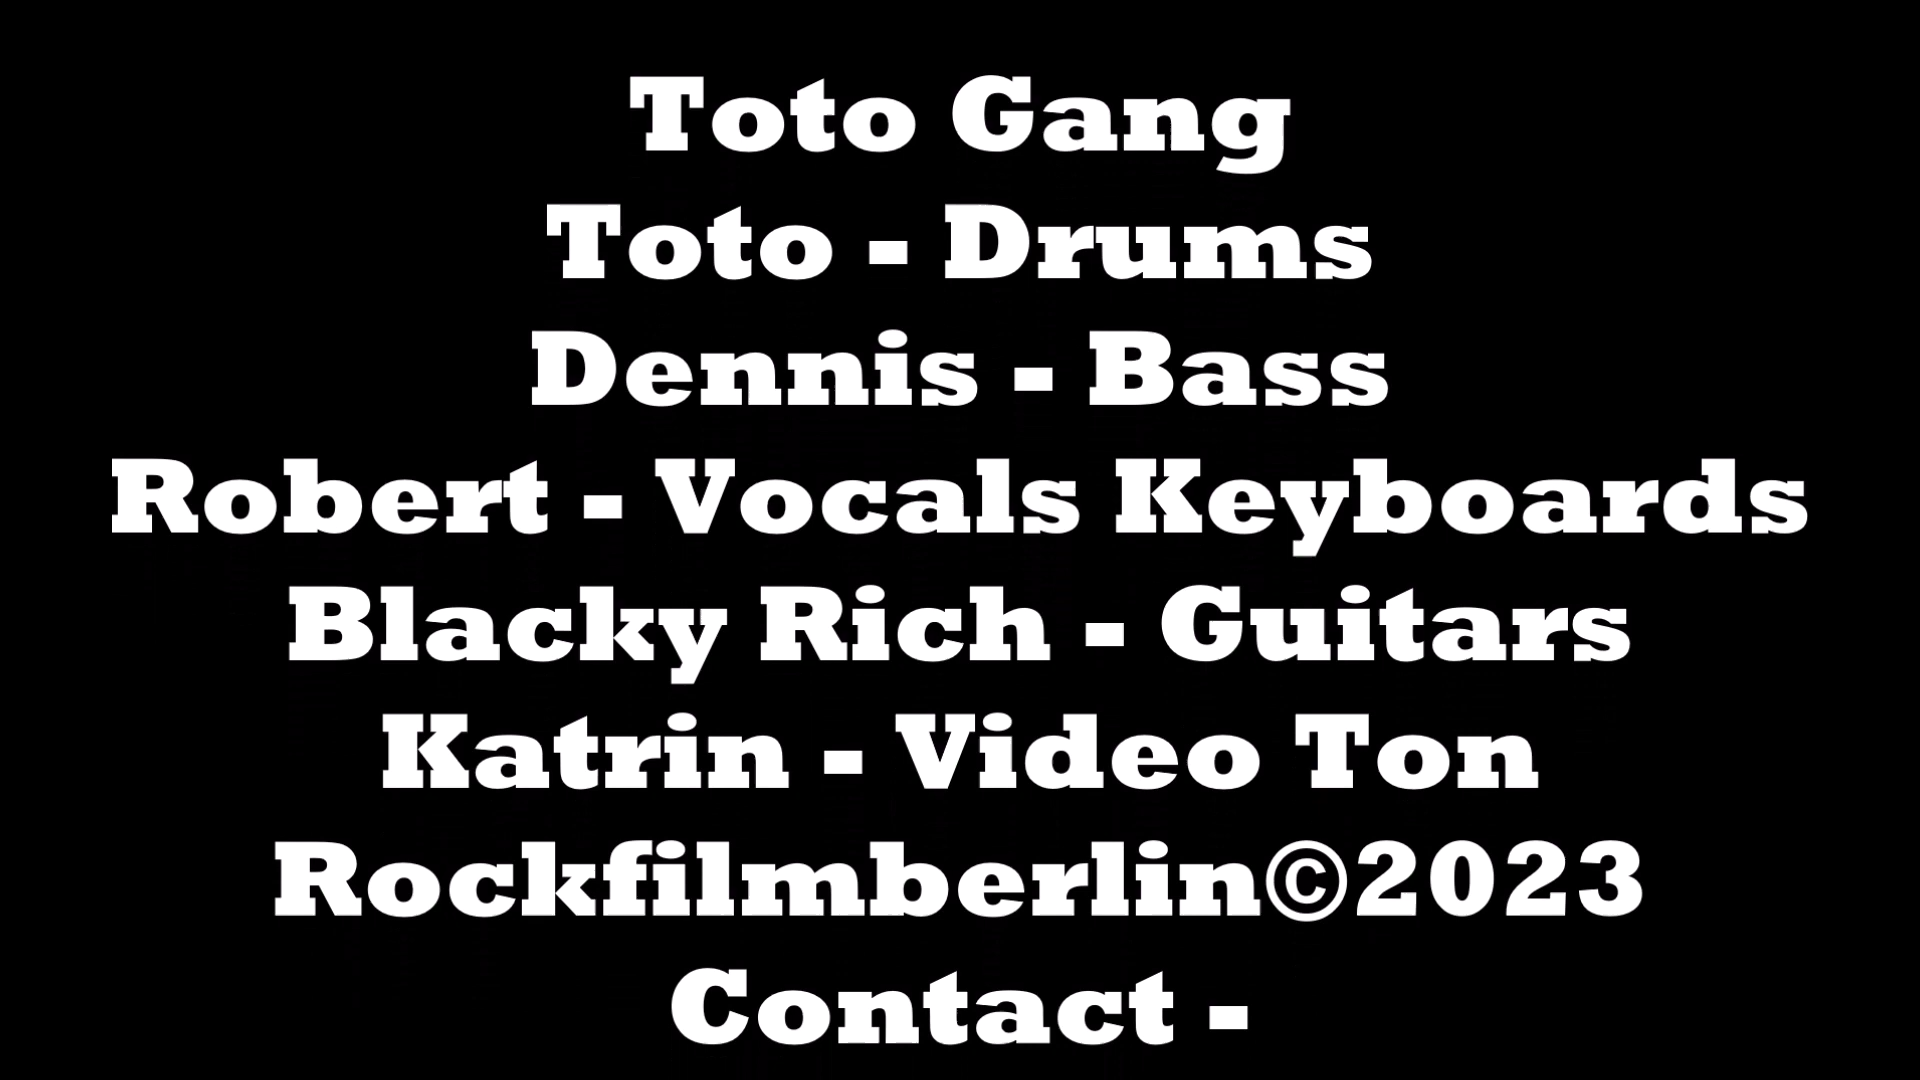 Toto Gang
Toto - Drums
Dennis - Bass
Robert - Vocals Keyboards
Blacky Rich - Guitars
Katrin - Video Ton
Rockfilmberlin©2023
Contact -